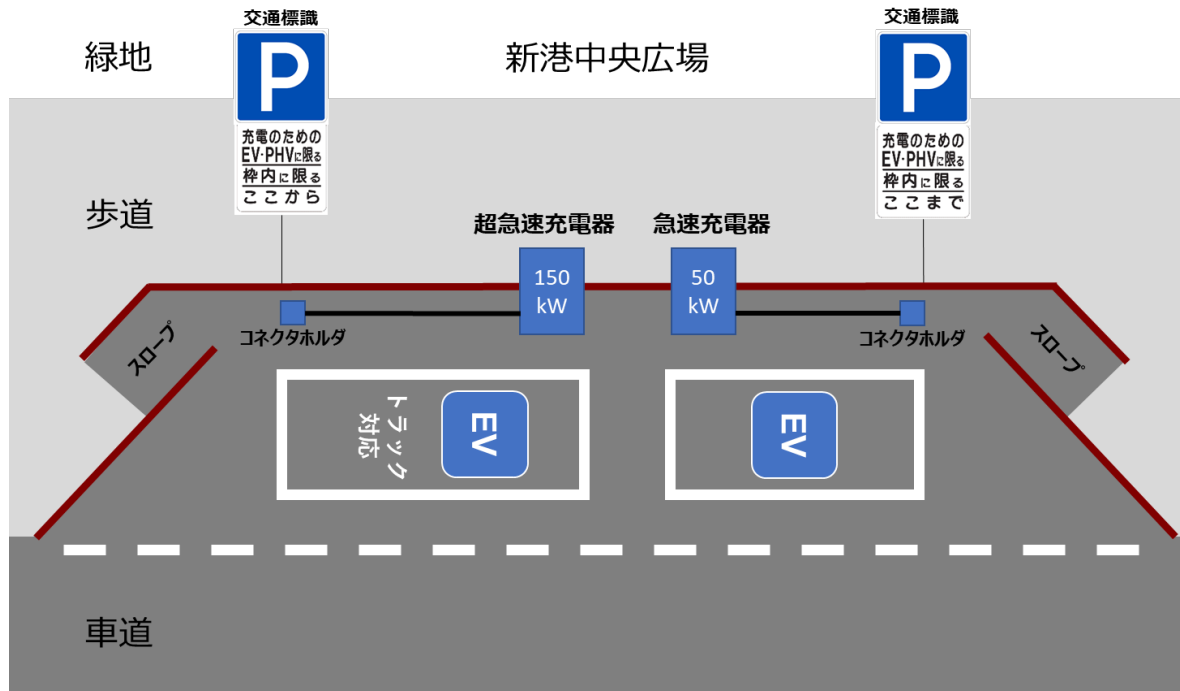 交通標識
交通標識
緑地
新港中央広場
P
P
充電のための
EV・PHVに限る
枠内に限る
ここから
充電のための
EV・PHVに限る
枠内に限る
ここまで
歩道
超急速充電器
急速充電器
150
kW
50
kW
コネクタホルダ
コネクタホルダ
スロープ
スロープ
トラック
対応
EV
EV
車道